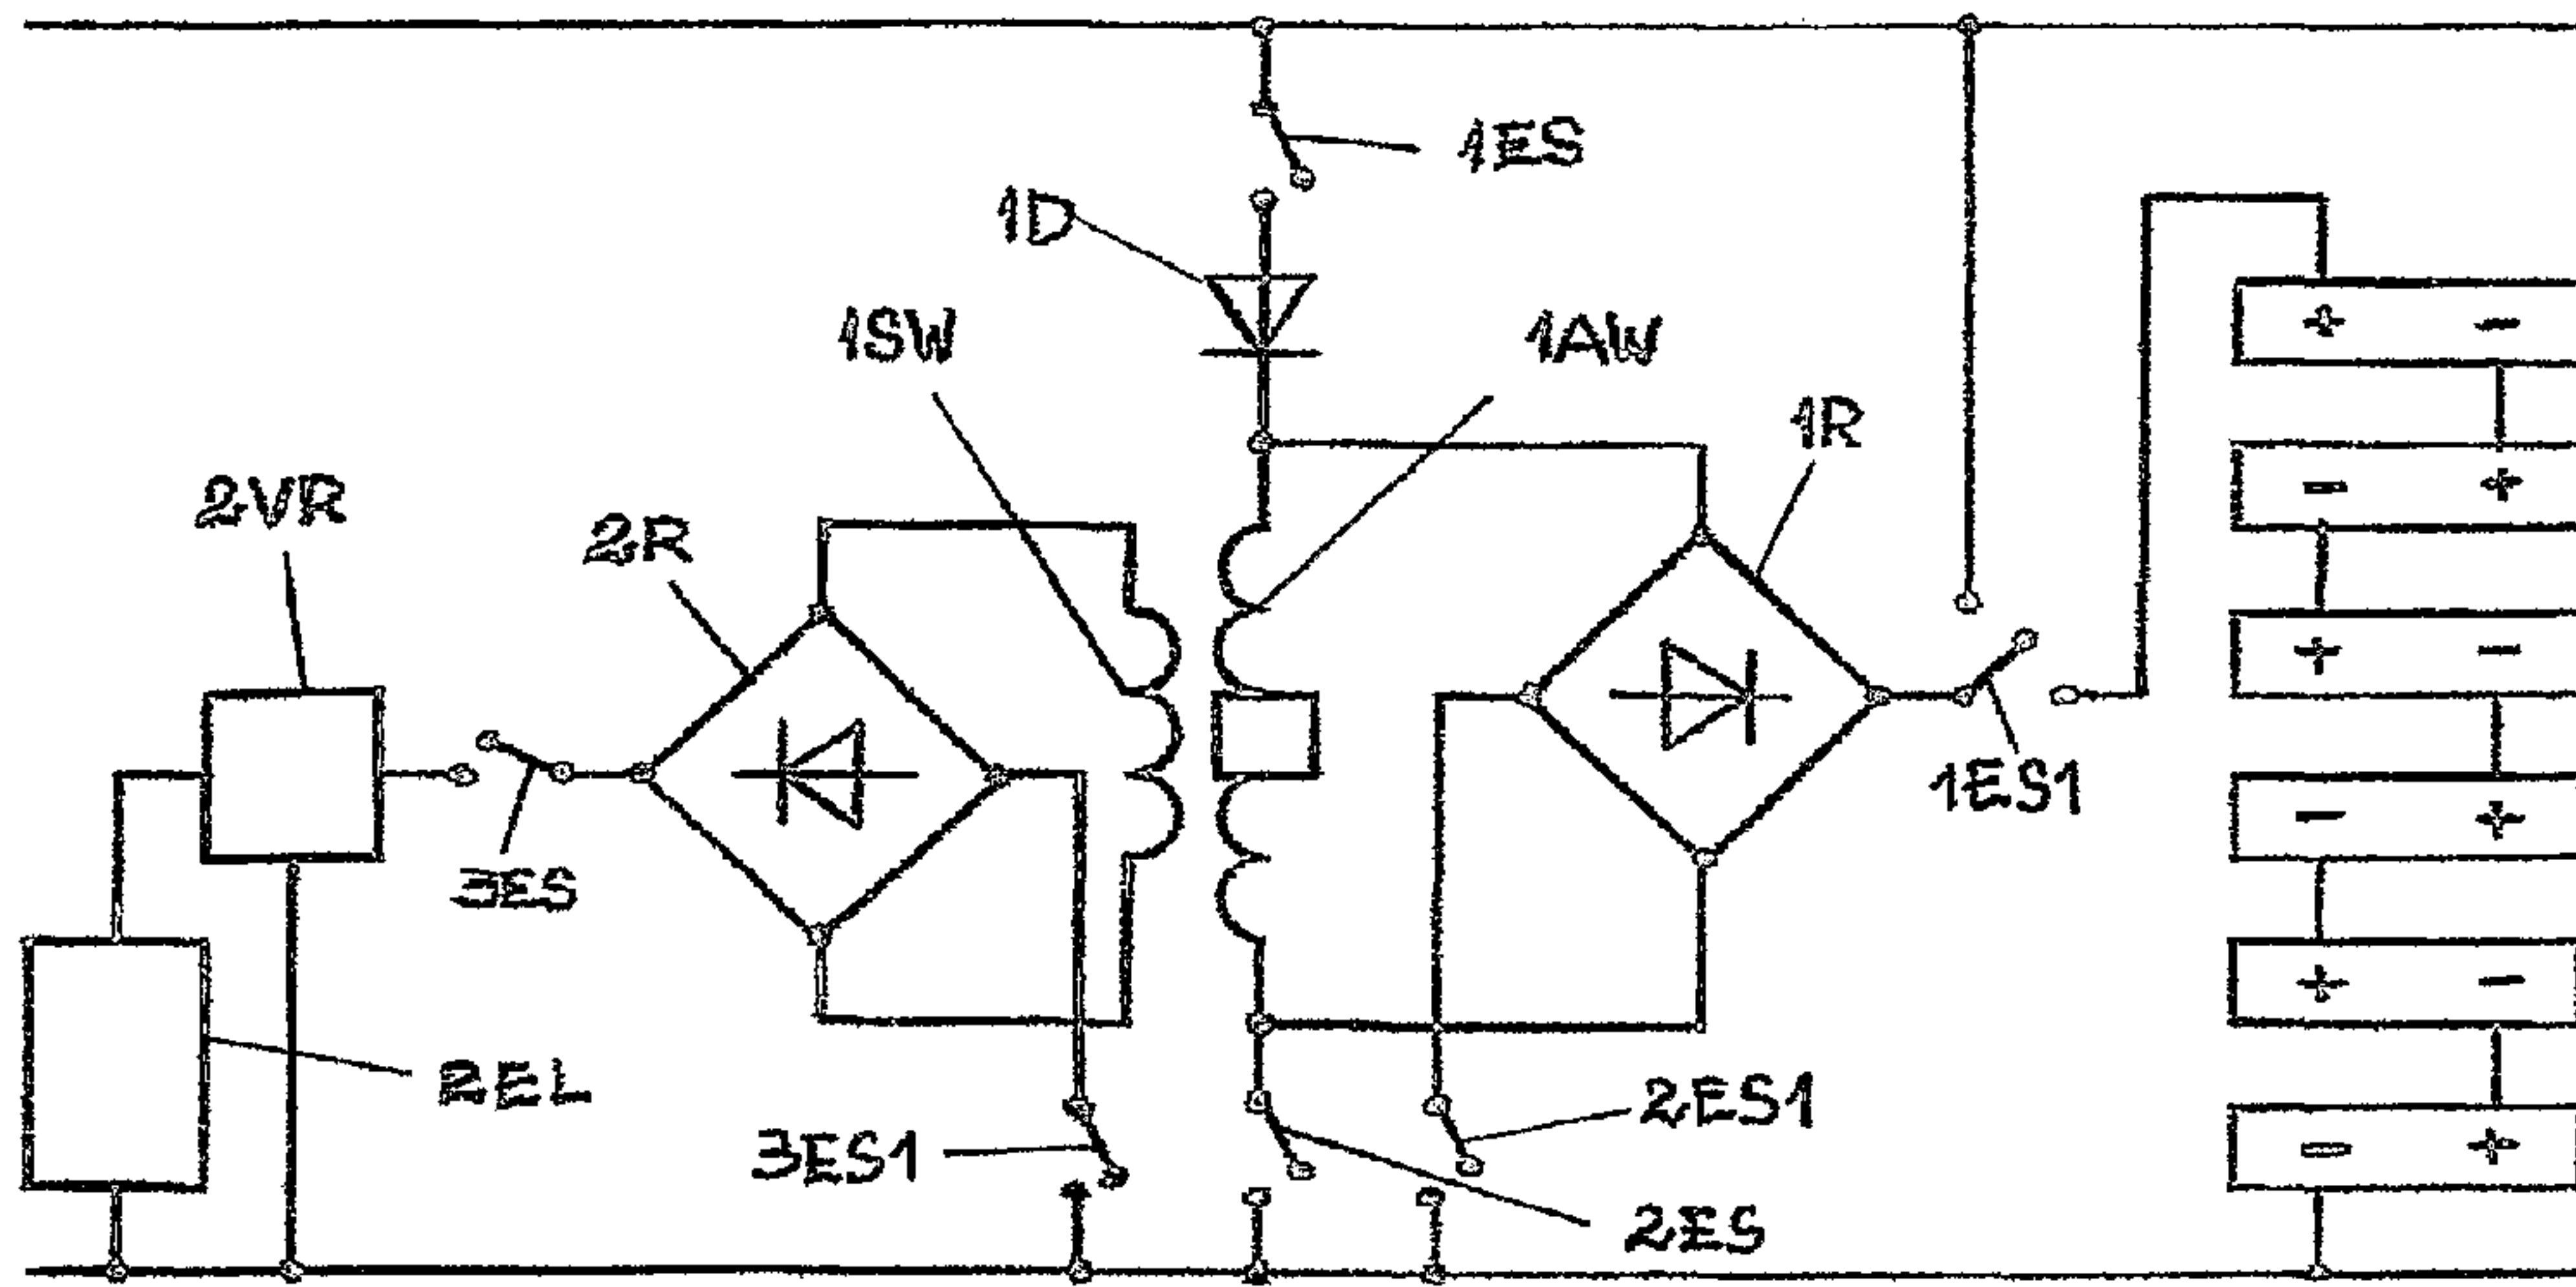 1ES
1D
1SW
1AW
1R
2VR
2R
1ES1
3ES
2EL
2ES1
3ES1
2ES
+ −
− +
+ −
− +
+ −
− +